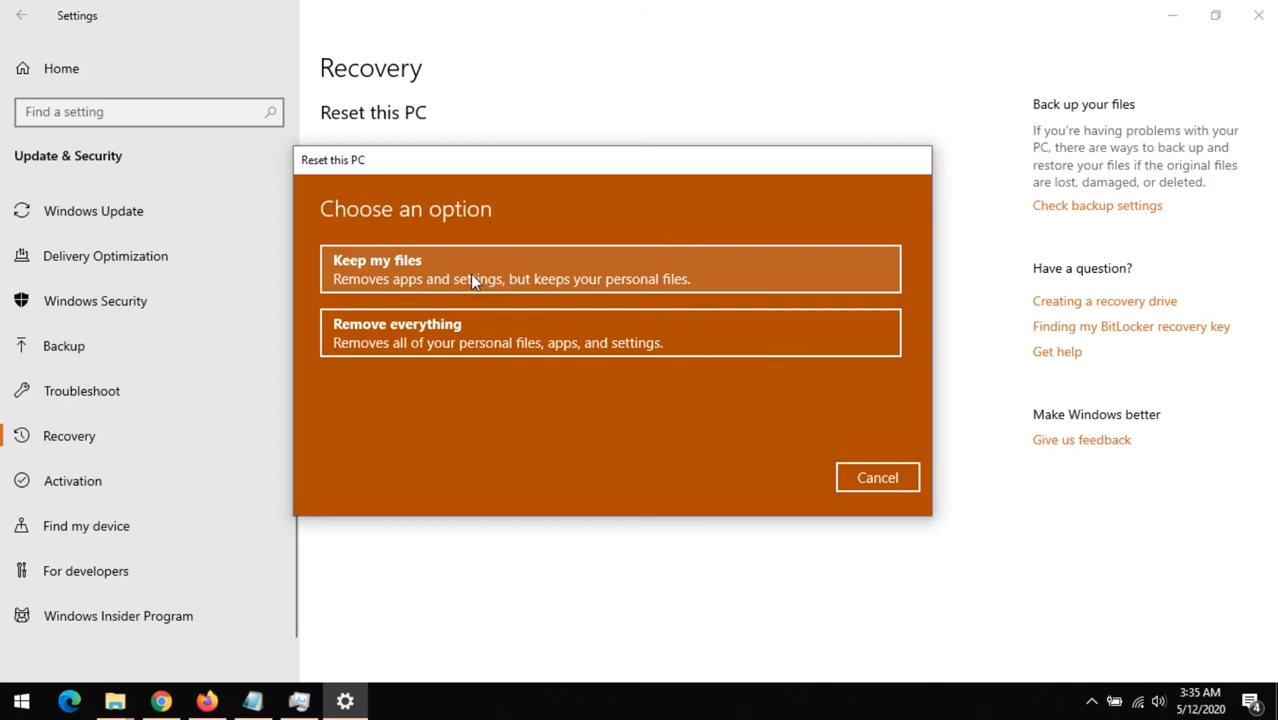 Settings
Home
Find a setting
Update & Security
Windows Update
Delivery Optimization
Windows Security
Backup
Troubleshoot
Recovery
Activation
Find my device
For developers
Windows Insider Program
Recovery
Reset this PC
Reset this PC
Choose an option
Keep my files
Removes apps and settings, but keeps your personal files.
Remove everything
Removes all of your personal files, apps, and settings.
Cancel
Back up your files
If you're having problems with your
PC, there are ways to back up and
restore your files if the original files
are lost, damaged, or deleted.
Check backup settings
Have a question?
Creating a recovery drive
Finding my BitLocker recovery key
Get help
Make Windows better
Give us feedback
3:35 AM
5/12/2020
4